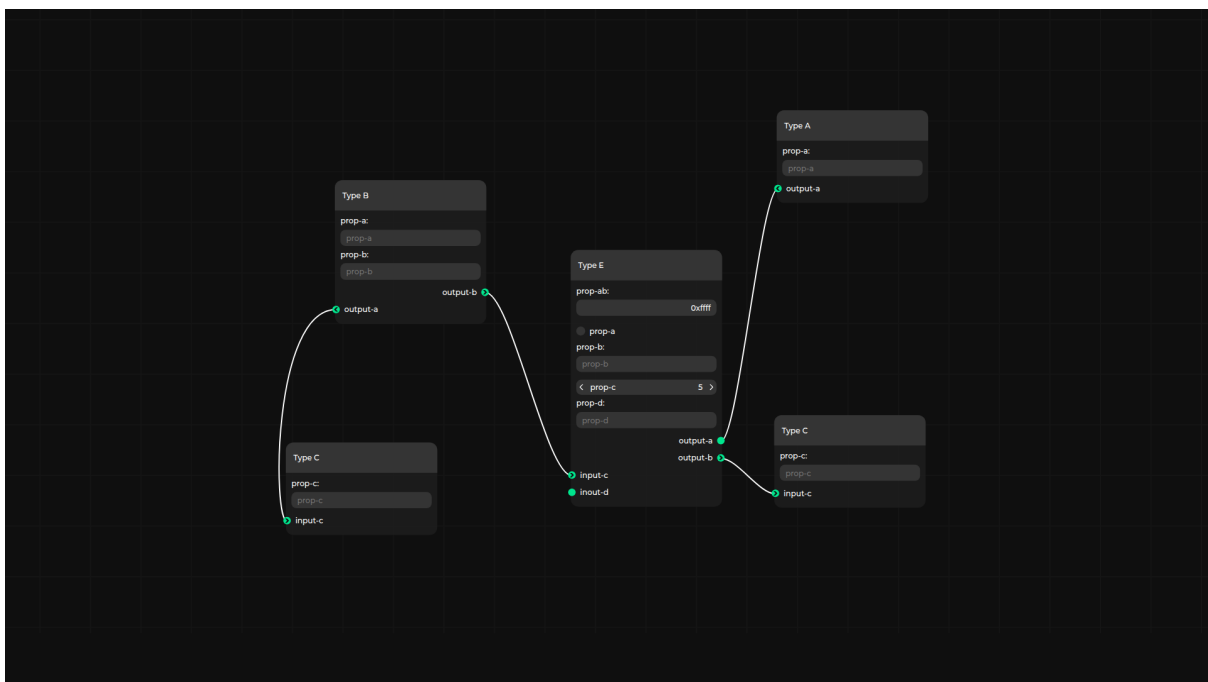 Type A
prop-a:
prop-a
output-a
Type B
prop-a:
prop-a
prop-b:
prop-b
output-b
output-a
Type E
prop-ab:
0xffff
prop-a
prop-b:
prop-b
prop-c 5
prop-d:
prop-d
output-a
output-b
input-c
inout-d
Type C
prop-c:
prop-c
input-c
Type C
prop-c:
prop-c
input-c